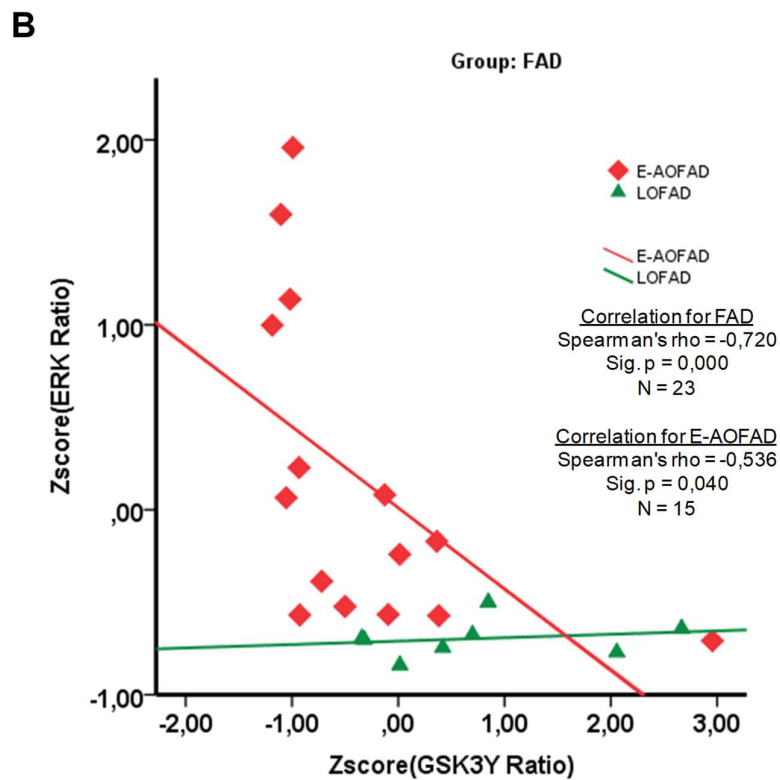 B
Group: FAD
2,00
1,00
,00
-1,00
Zscore(ERK Ratio)
E-AOFAD
LOFAD
E-AOFAD
LOFAD
Correlation for FAD
Spearman's rho = -0,720
Sig. p = 0,000
N = 23
Correlation for E-AOFAD
Spearman's rho = -0,536
Sig. p = 0,040
N = 15
-2,00 -1,00 ,00 1,00 2,00 3,00
Zscore(GSK3Y Ratio)